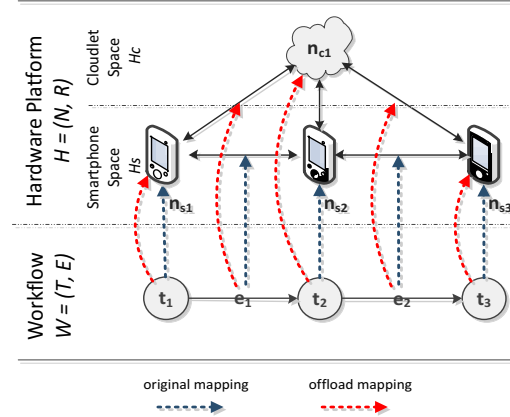 Hardware Platform
H = (N, R)
Cloudlet
Space
Hc
Smartphone
Space
Hs
n_c1
n_s1
n_s2
n_s3
Workflow
W = (T, E)
t_1
e_1
t_2
e_2
t_3
original mapping
offload mapping